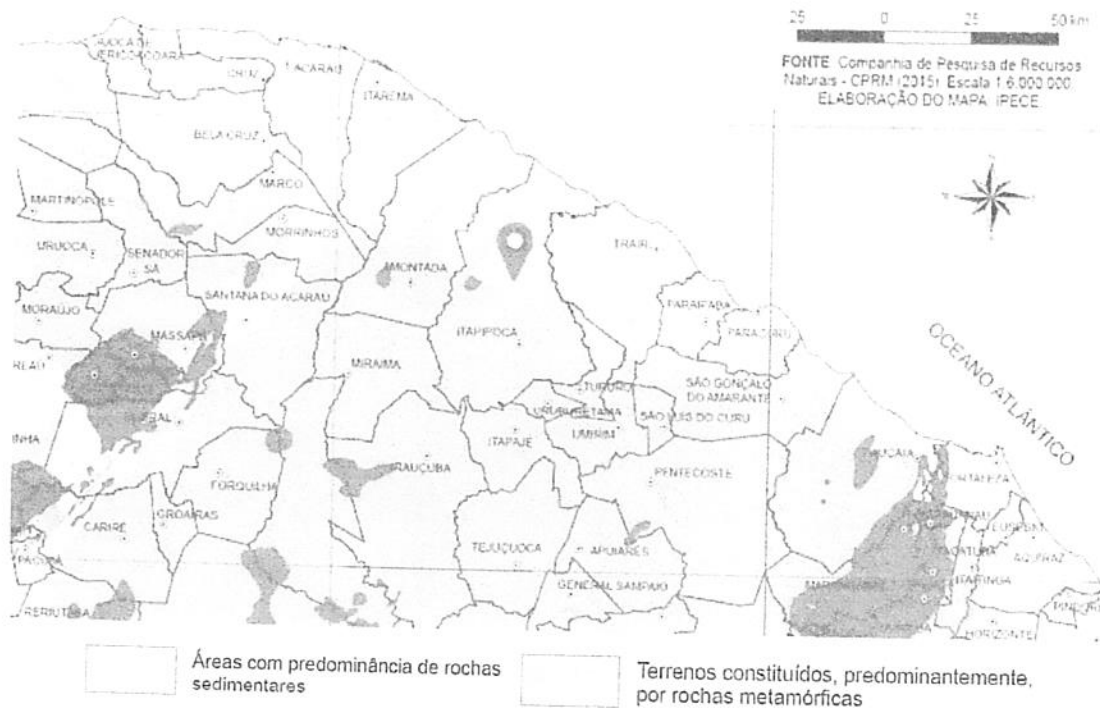 25 0 25 50 km
FONTE: Companhia de Pesquisa de Recursos
Naturais - CPRM (2015). Escala 1:6.000.000.
ELABORAÇÃO DO MAPA: IPECE
CRUZ
ACARAÚ
ITAREMA
BELA CRUZ
MARCO
MARTINÓPOLE
MORRINHOS
URUOCA
SENADOR
SÁ
AMONTADA
TRAIRI
SANTANA DO ACARAÚ
MORAÚJO
PARAIPABA
PARACURU
MASSAPÊ
ITAPIPOCA
MIRAÍMA
OCEANO ATLÂNTICO
TURURU
SÃO GONÇALO
DO AMARANTE
URUBURETAMA
SÃO LUÍS DO CURU
ITAPAJÉ
UMIRIM
IRAUÇUBA
PENTECOSTE
FORQUILHA
GROAÍRAS
CARIRÉ
TEJUÇUOCA
APUIARÉS
GENERAL SAMPAIO
AQUIRAZ
ITAITINGA
RERIUTABA
HORIZONTE
Áreas com predominância de rochas
sedimentares
Terrenos constituídos, predominantemente,
por rochas metamórficas